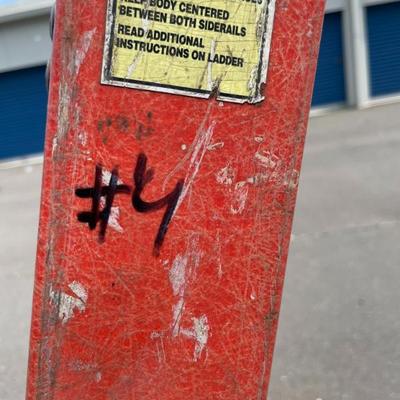 KEEP BODY CENTERED
BETWEEN BOTH SIDERAILS
READ ADDITIONAL
INSTRUCTIONS ON LADDER
#4